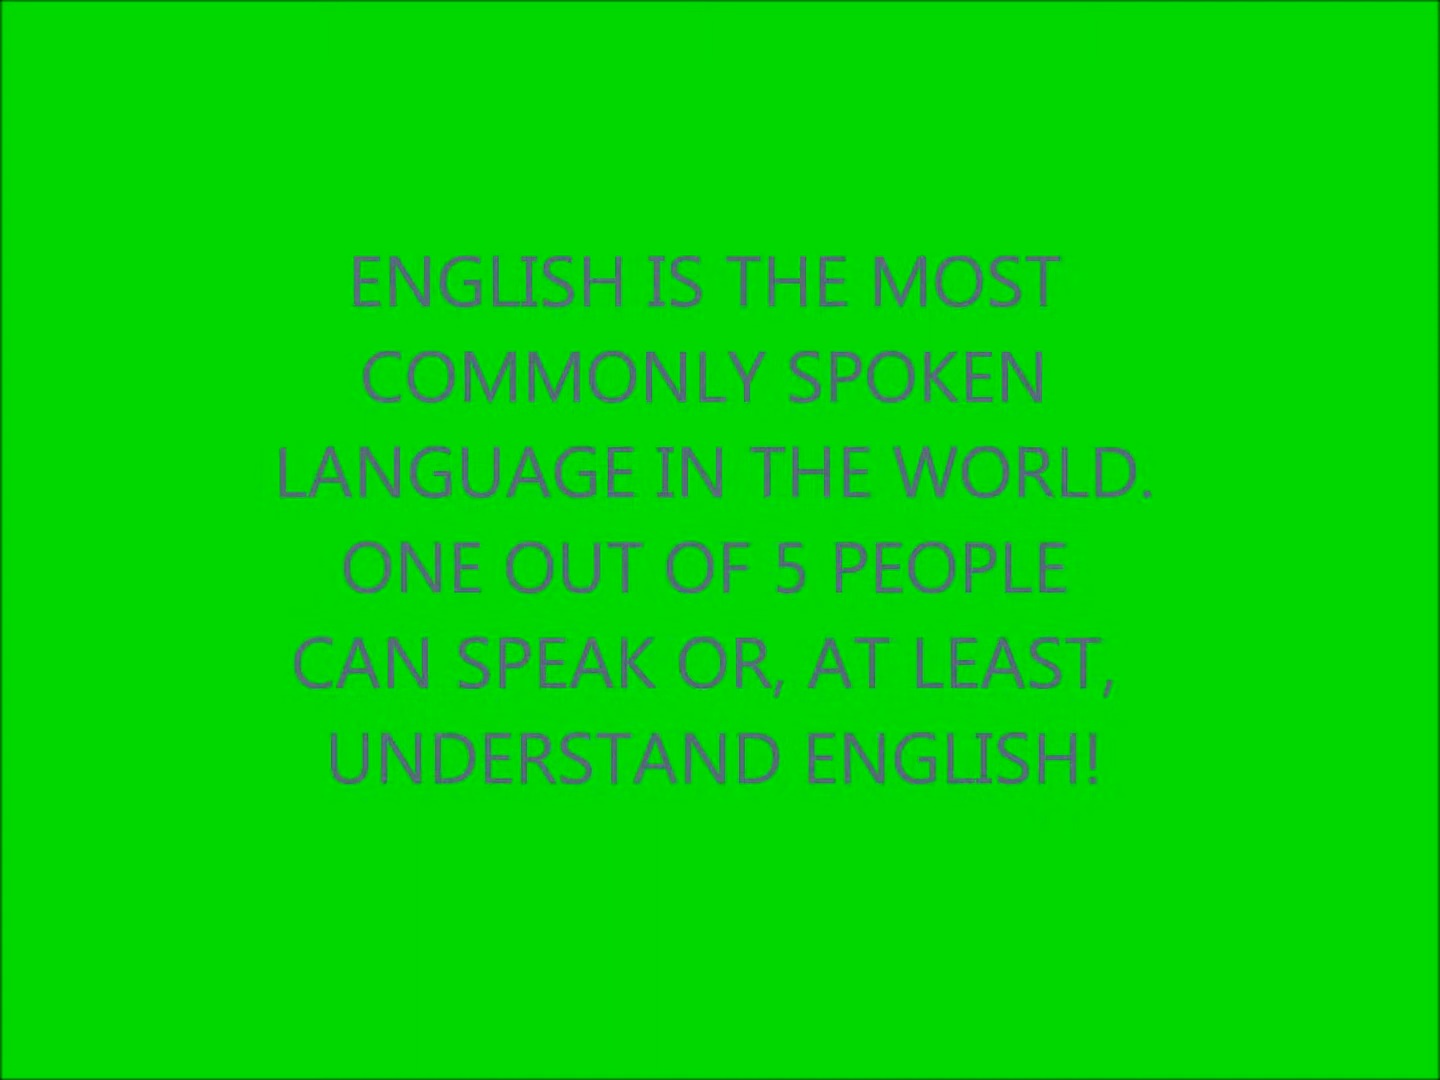 ENGLISH IS THE MOST
COMMONLY SPOKEN
LANGUAGE IN THE WORLD.
ONE OUT OF 5 PEOPLE
CAN SPEAK OR, AT LEAST,
UNDERSTAND ENGLISH!